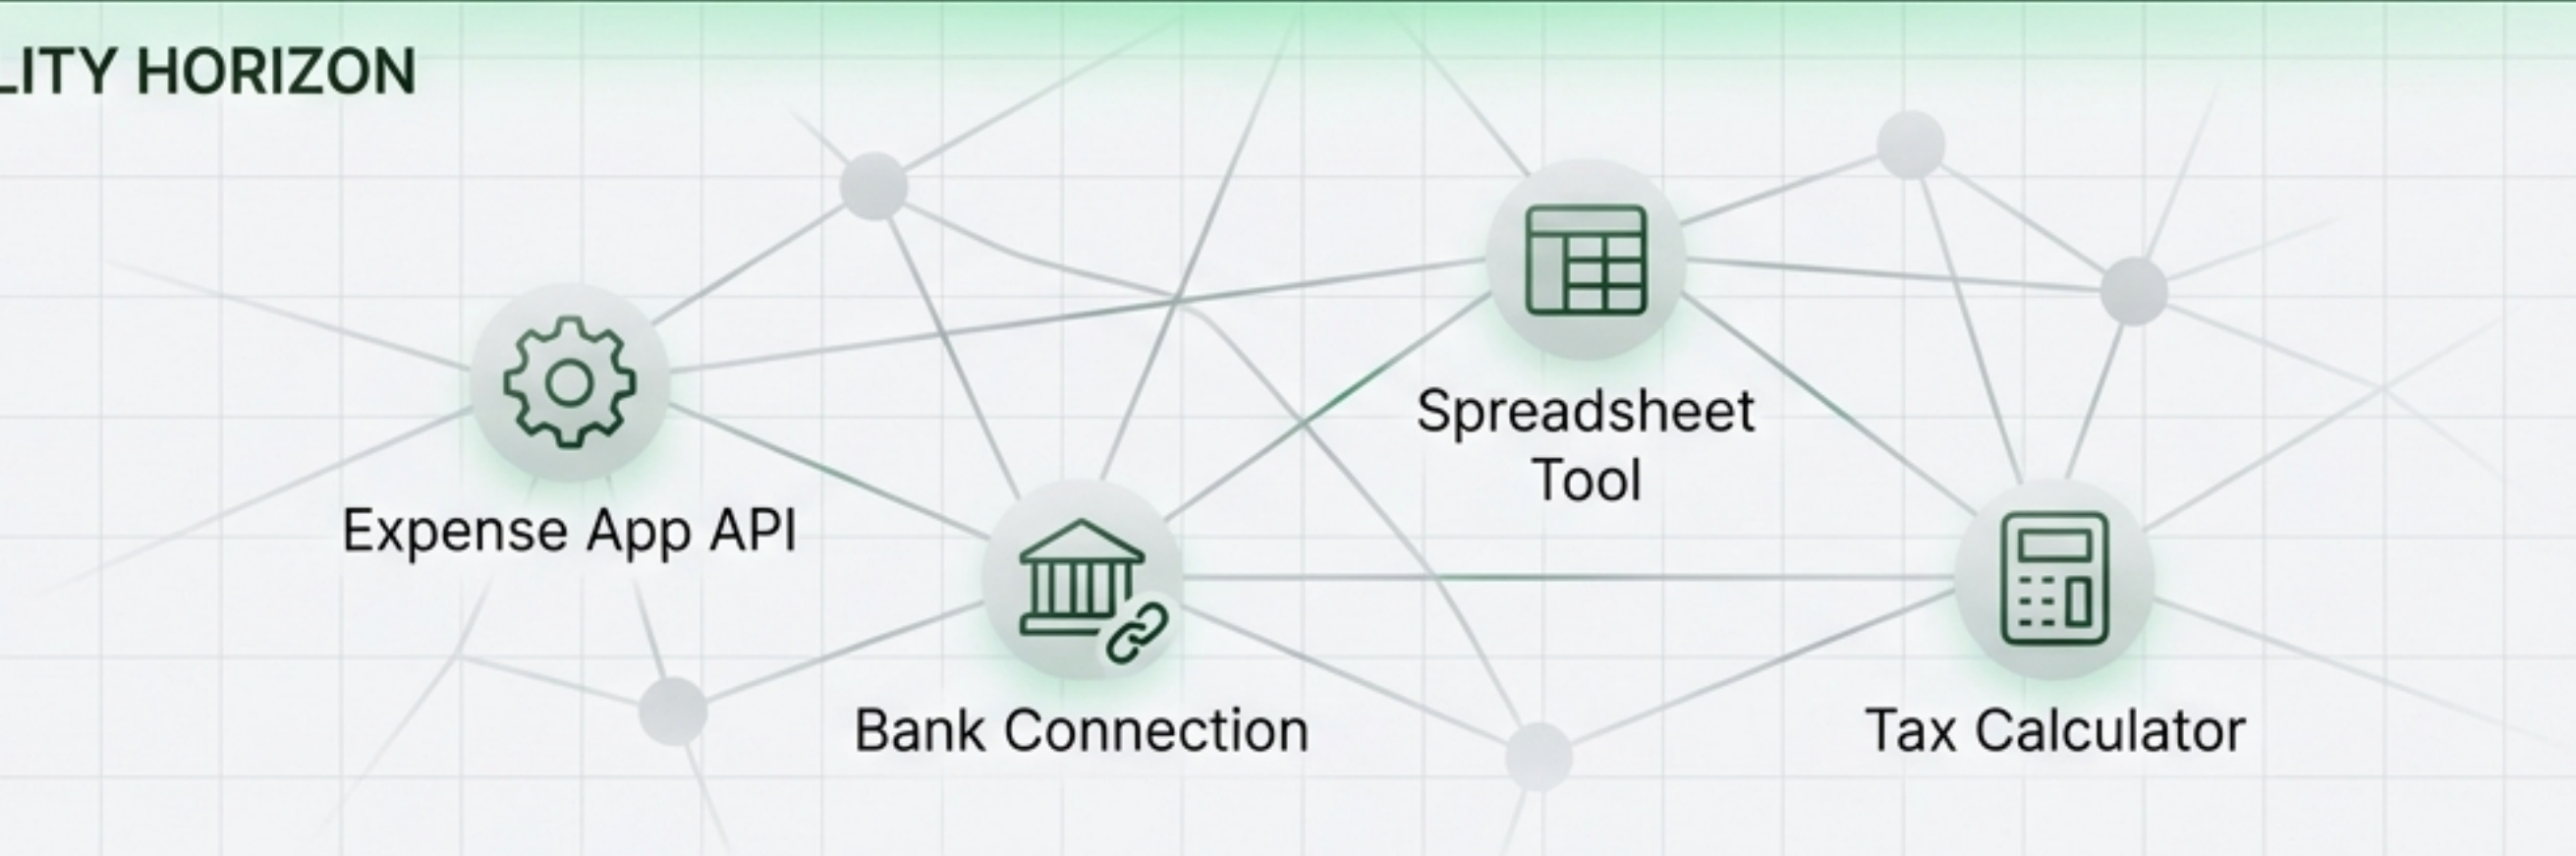 LITY HORIZON
Expense App API
Bank Connection
Spreadsheet
Tool
Tax Calculator